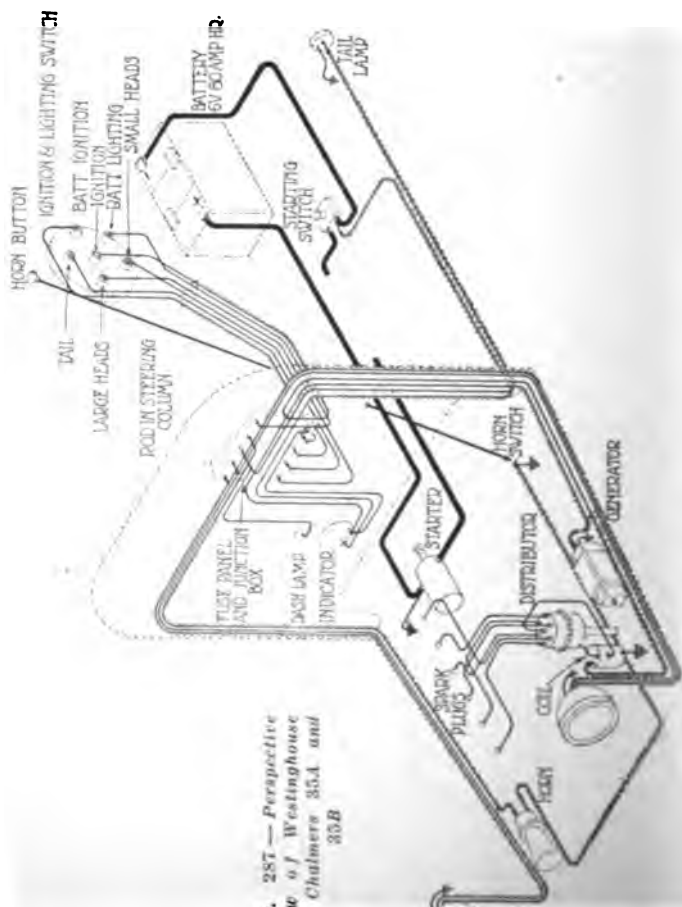 HORN BUTTON
IGNITION & LIGHTING SWITCH
TAIL
BATT IGNITION
IGNITION
BATT LIGHTING
SMALL HEADS
LARGE HEADS
ROD IN STEERING
COLUMN
BATTERY
6V 80 AMP HR.
TAIL
LAMP
STARTING
SWITCH
FUSE PANEL
AND JUNCTION
BOX
DASH LAMP
INDICATOR
STARTER
HORN
SWITCH
SPARK
PLUGS
DISTRIBUTOR
GENERATOR
COIL
HORN
. 287 — Perspective
w of Westinghouse
Chalmers 35A and
35B